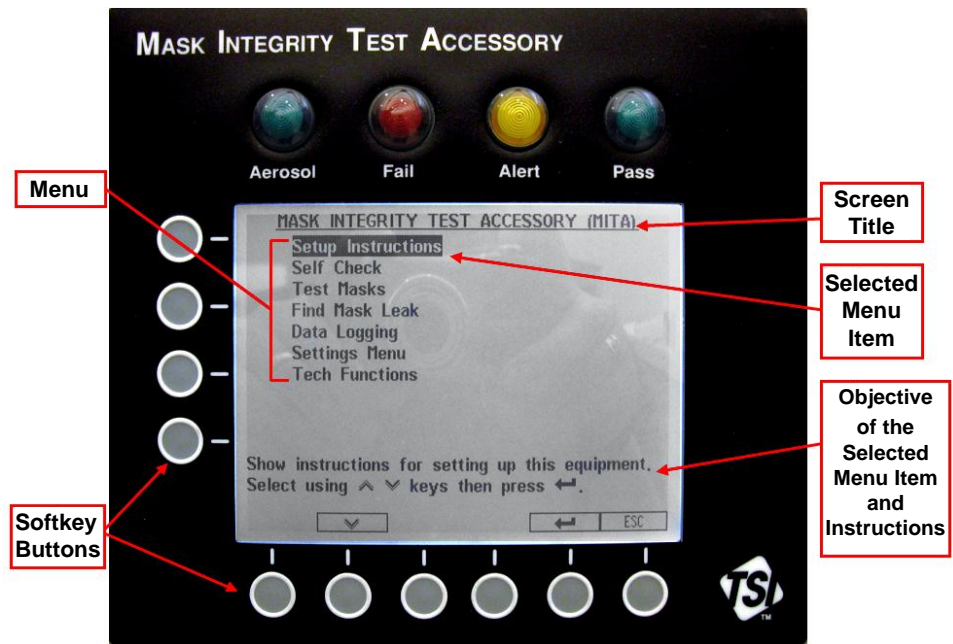 MASK INTEGRITY TEST ACCESSORY
Aerosol Fail Alert Pass
Menu
Screen
Title
MASK INTEGRITY TEST ACCESSORY (MITA)
Setup Instructions
Self Check
Test Masks
Find Mask Leak
Data Logging
Settings Menu
Tech Functions
Selected
Menu
Item
Objective
of the
Selected
Menu Item
and
Instructions
Show instructions for setting up this equipment.
Select using ︿ ﹀ keys then press ↵.
↵ ESC
Softkey
Buttons
TSI
TM